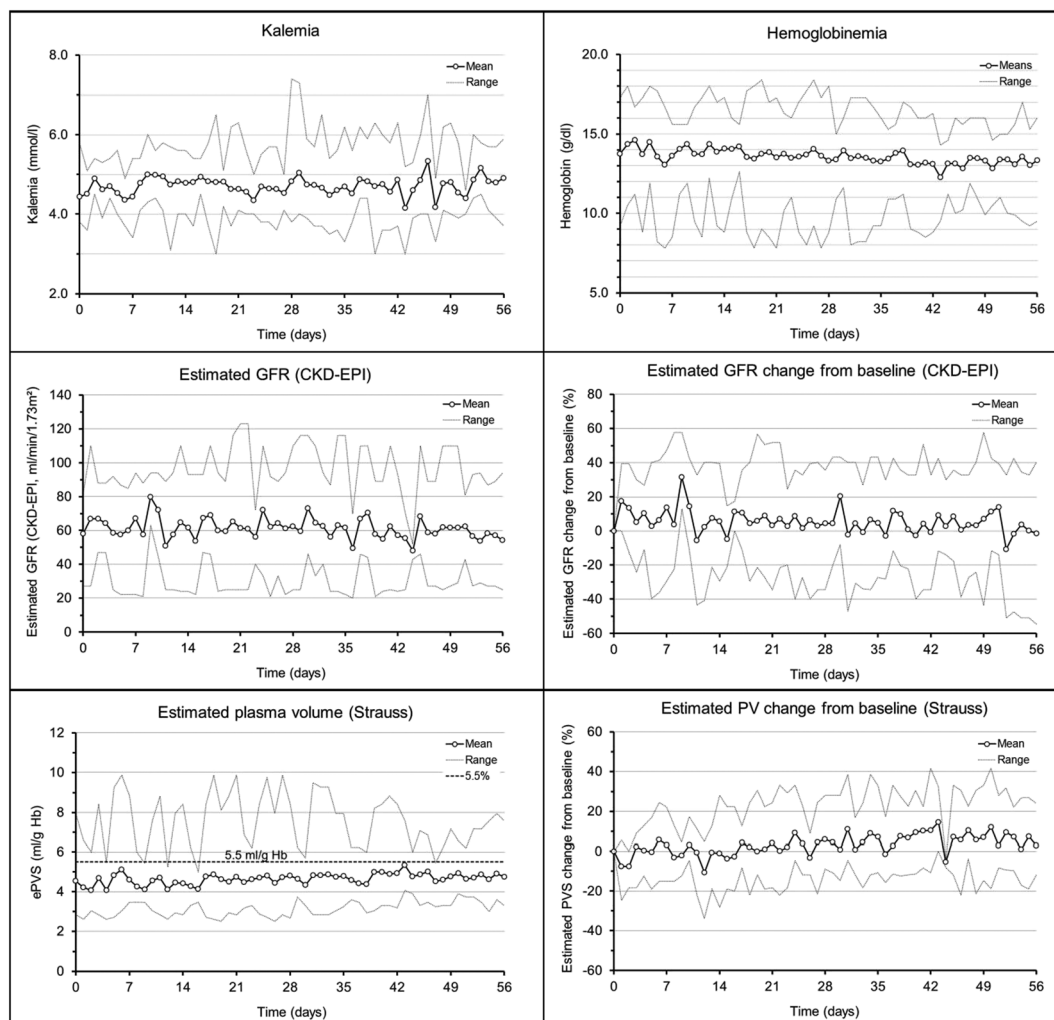 Kalemia
8.0
6.0
4.0
2.0
Kalemia (mmol/l)
Mean
Range
0 7 14 21 28 35 42 49 56
Time (days)
Hemoglobinemia
20.0
15.0
10.0
5.0
Hemoglobin (g/dl)
Means
Range
0 7 14 21 28 35 42 49 56
Time (days)
Estimated GFR (CKD-EPI)
140
120
100
80
60
40
20
0
Estimated GFR (CKD-EPI, ml/min/1.73m²)
Mean
Range
0 7 14 21 28 35 42 49 56
Time (days)
Estimated GFR change from baseline (CKD-EPI)
80
60
40
20
0
-20
-40
-60
Estimated GFR change from baseline (%)
Mean
Range
0 7 14 21 28 35 42 49 56
Time (days)
Estimated plasma volume (Strauss)
12
10
8
6
4
2
0
ePVS (ml/g Hb)
Mean
Range
5.5%
5.5 ml/g Hb
0 7 14 21 28 35 42 49 56
Time (days)
Estimated PV change from baseline (Strauss)
60
40
20
0
-20
-40
-60
Estimated PVS change from baseline (%)
Mean
Range
0 7 14 21 28 35 42 49 56
Time (days)